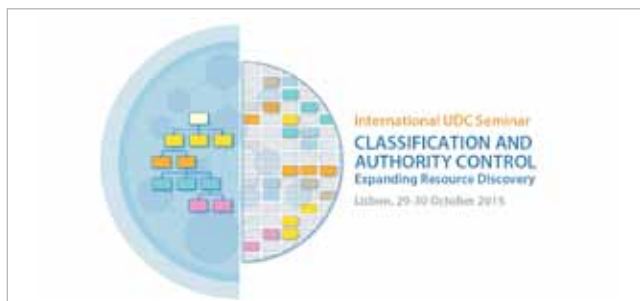 International UDC Seminar
CLASSIFICATION AND
AUTHORITY CONTROL
Expanding Resource Discovery
Lisbon, 29-30 October 2015